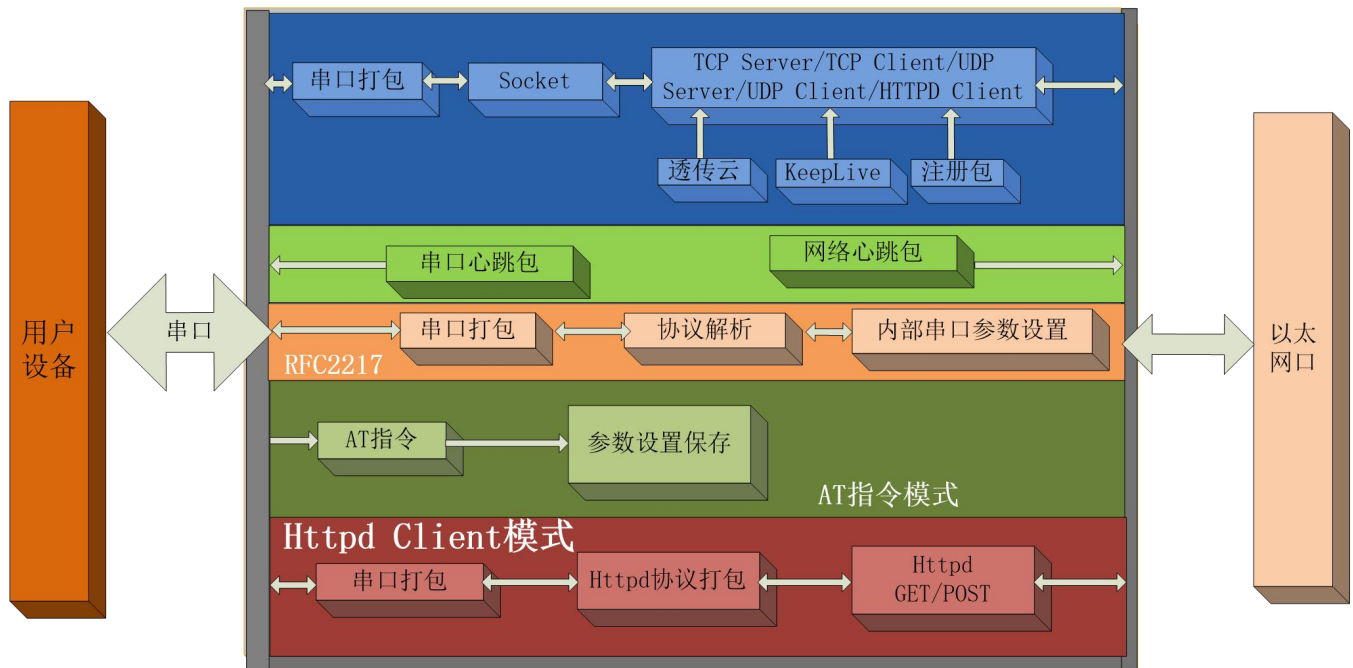 串口打包
Socket
TCP Server/TCP Client/UDP
Server/UDP Client/HTTPD Client
透传云
KeepLive
注册包
串口心跳包
网络心跳包
用户
设备
串口
串口打包
协议解析
内部串口参数设置
RFC2217
以太
网口
AT指令
参数设置保存
AT指令模式
Httpd Client模式
串口打包
Httpd协议打包
Httpd
GET/POST